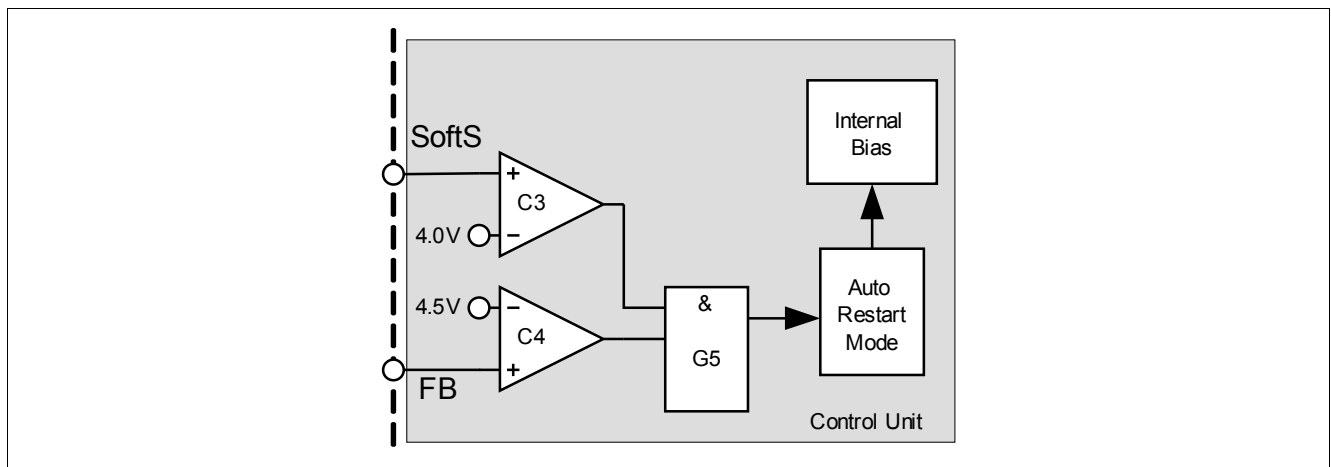 SoftS
+
C3
4.0V
−
4.5V
−
C4
+
FB
&
G5
Internal
Bias
Auto
Restart
Mode
Control Unit